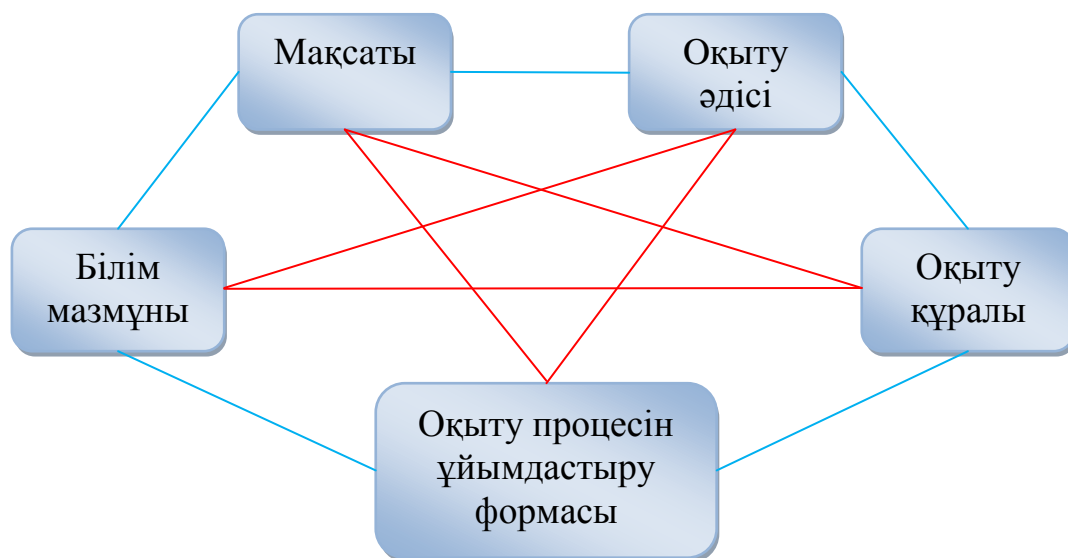 Мақсаты
Оқыту
әдісі
Білім
мазмұны
Оқыту
құралы
Оқыту процесін
ұйымдастыру
формасы